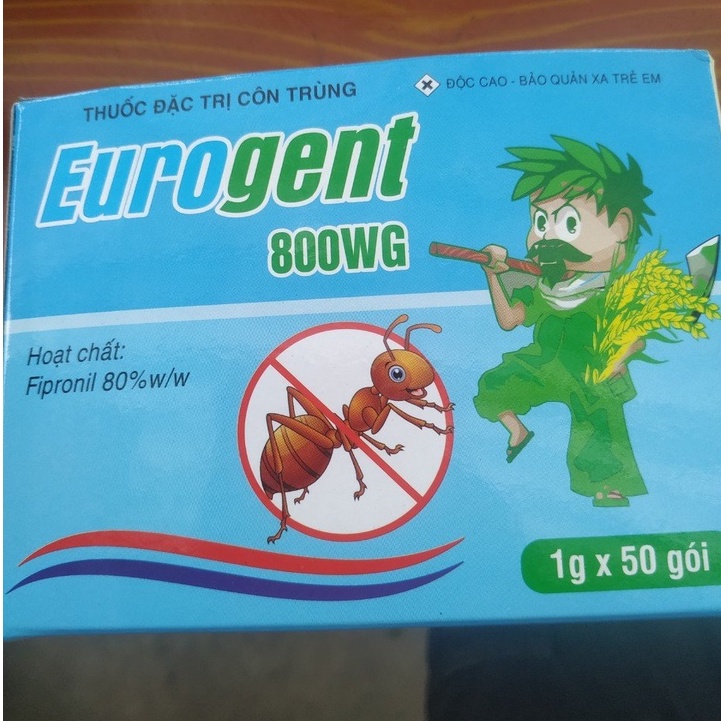 THUỐC ĐẶC TRỊ CÔN TRÙNG
ĐỘC CAO - BẢO QUẢN XA TRẺ EM
Eurogent
800WG
Hoạt chất:
Fipronil 80%w/w
1g x 50 gói